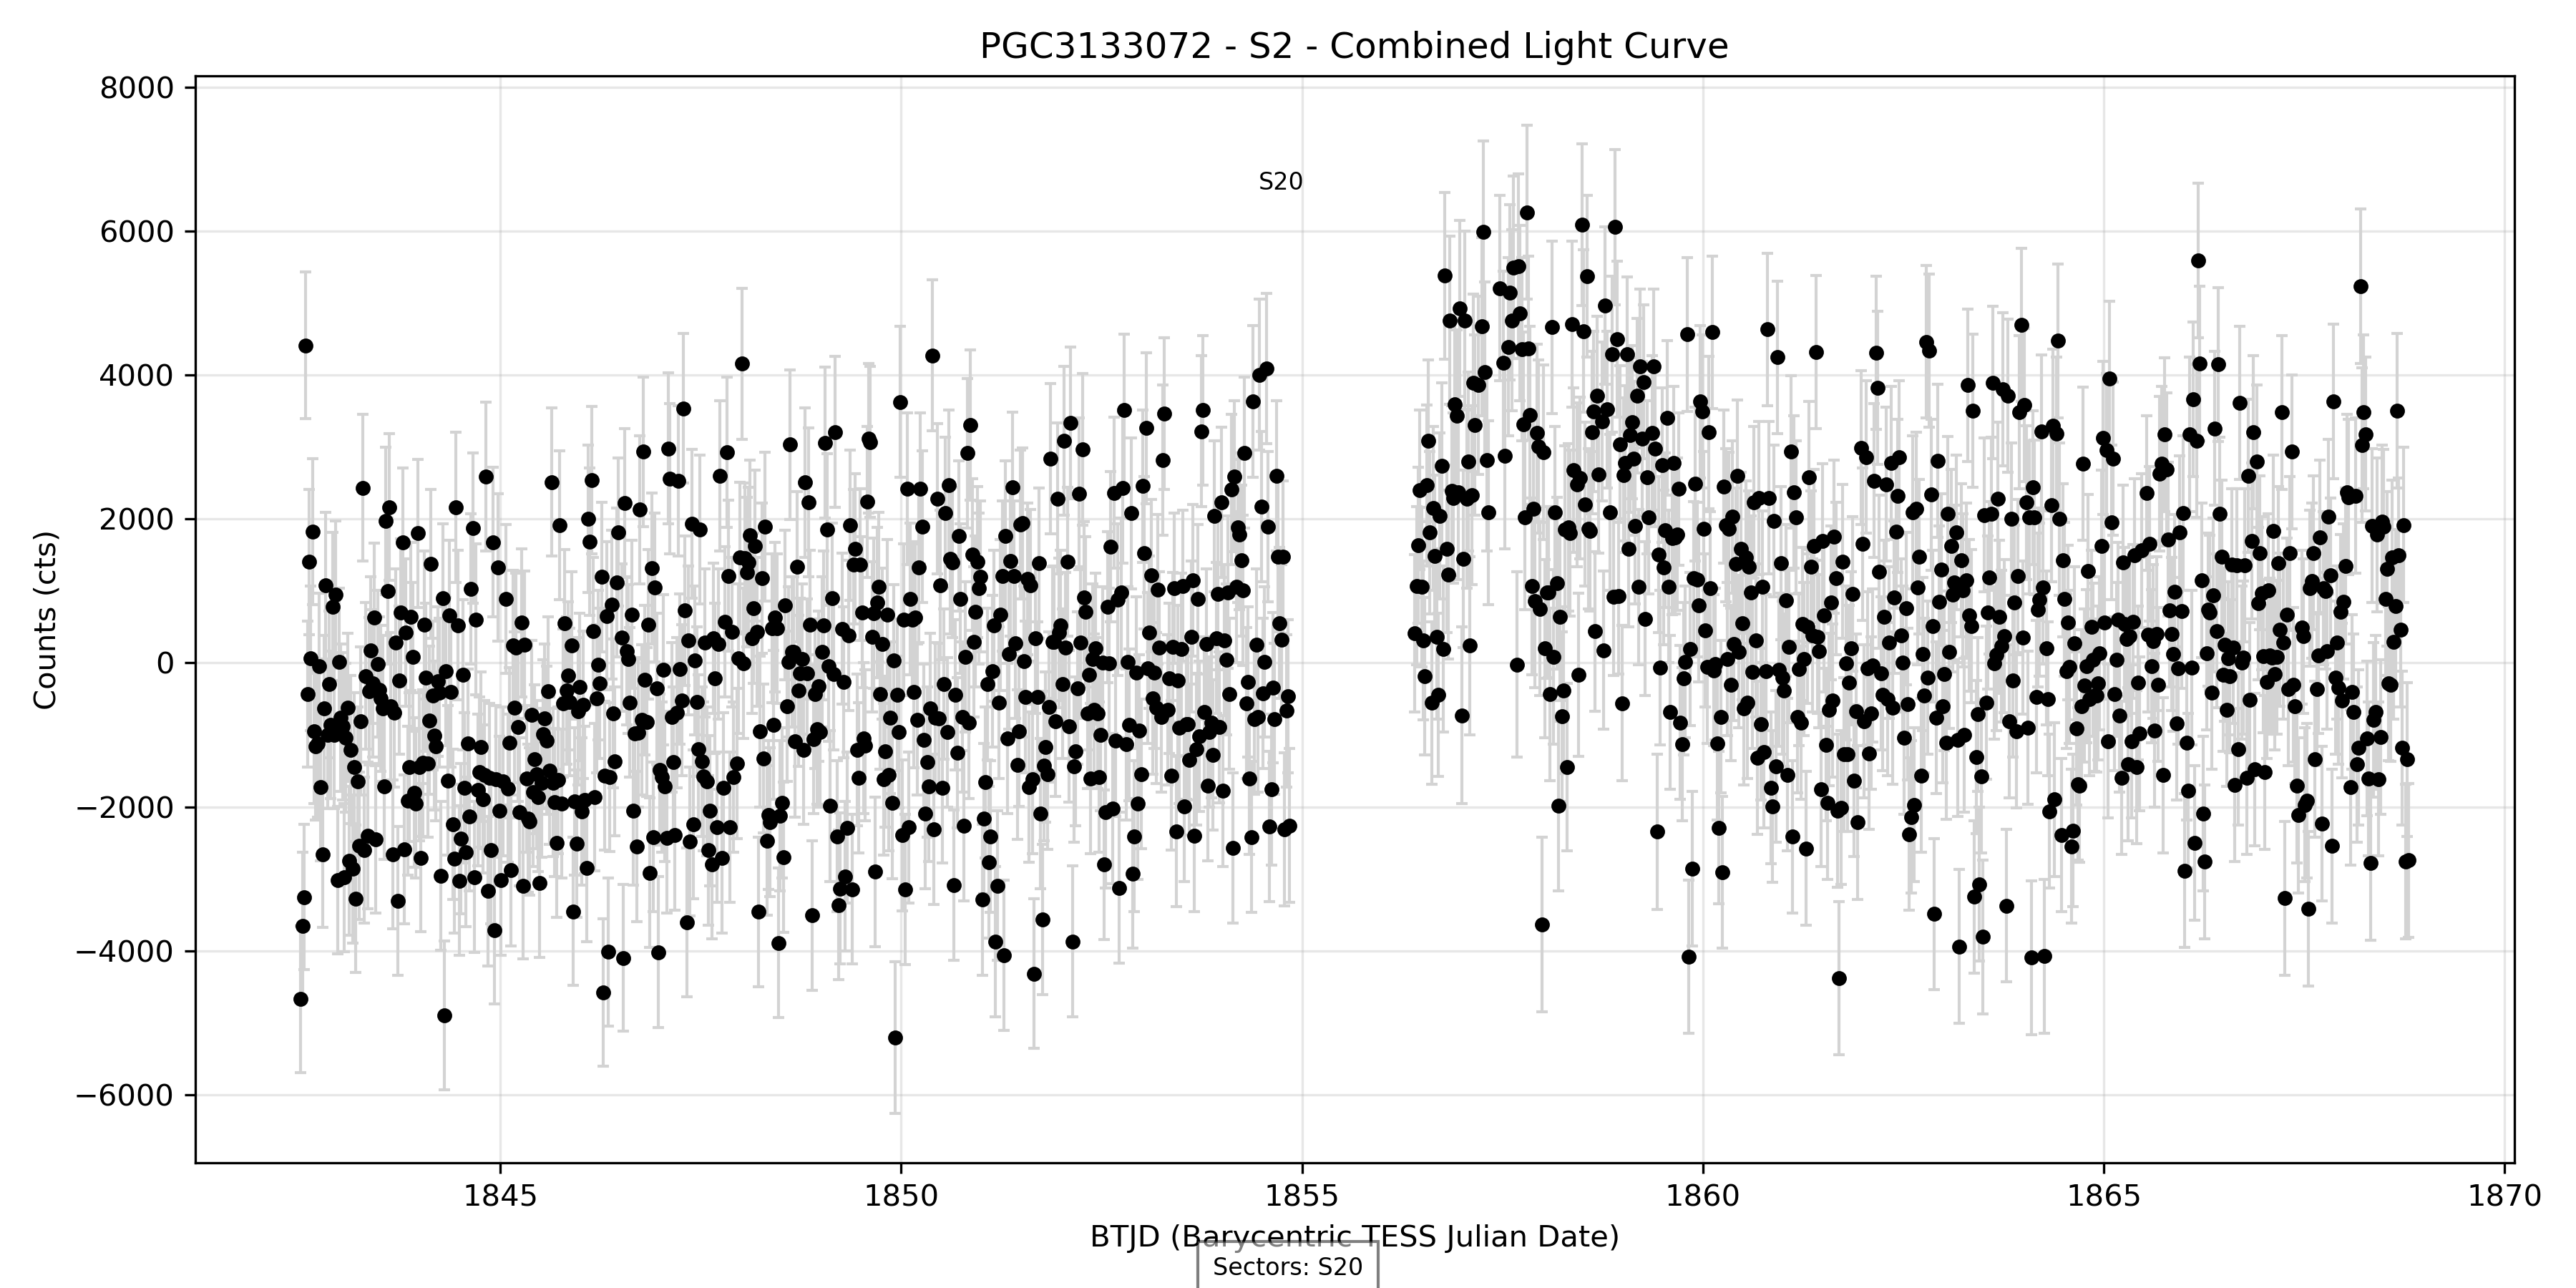 PGC3133072 - S2 - Combined Light Curve
8000
6000
4000
2000
0
−2000
−4000
−6000
Counts (cts)
S20
1845
1850
1855
1860
1865
1870
BTJD (Barycentric TESS Julian Date)
Sectors: S20